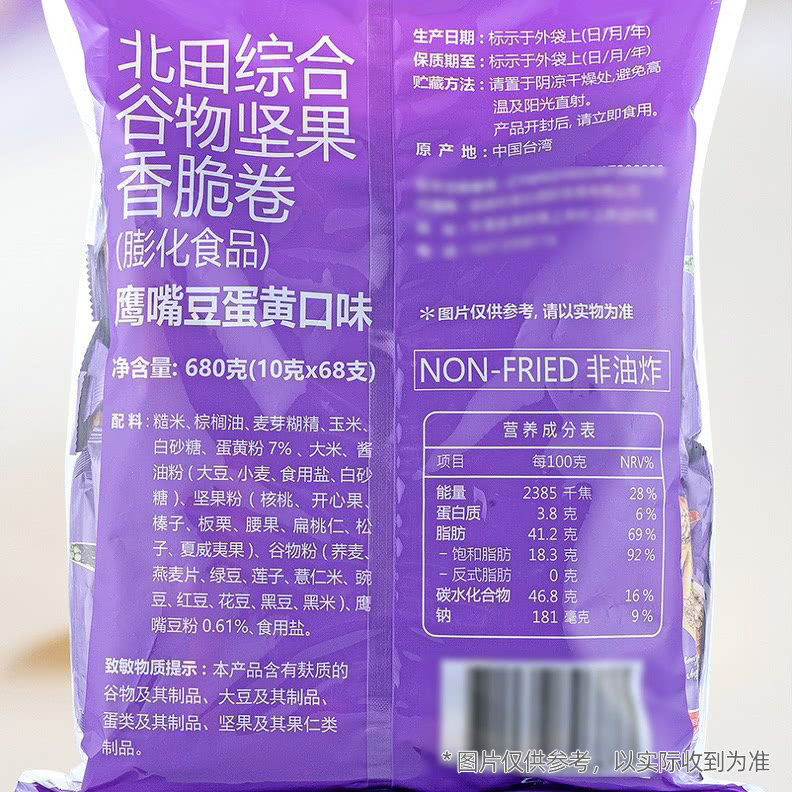 北田综合
谷物坚果
香脆卷
(膨化食品)
鹰嘴豆蛋黄口味
净含量: 680克(10克x68支)
配料: 糙米、棕榈油、麦芽糊精、玉米、
白砂糖、蛋黄粉7%、大米、酱
油粉(大豆、小麦、食用盐、白砂
糖)、坚果粉(核桃、开心果、
榛子、板栗、腰果、扁桃仁、松
子、夏威夷果)、谷物粉(荞麦、
燕麦片、绿豆、莲子、薏仁米、豌
豆、红豆、花豆、黑豆、黑米)、鹰
嘴豆粉0.61%、食用盐。
致敏物质提示: 本产品含有麸质的
谷物及其制品、大豆及其制品、
蛋类及其制品、坚果及其果仁类
制品。
生产日期: 标示于外袋上(日/月/年)
保质期至: 标示于外袋上(日/月/年)
贮藏方法: 请置于阴凉干燥处,避免高
温及阳光直射。
产品开封后, 请立即食用。
原产地: 中国台湾
＊图片仅供参考, 请以实物为准
NON-FRIED 非油炸
营养成分表
项目 每100克 NRV%
能量 2385 千焦 28%
蛋白质 3.8 克 6%
脂肪 41.2 克 69%
- 饱和脂肪 18.3 克 92%
- 反式脂肪 0 克
碳水化合物 46.8 克 16%
钠 181 毫克 9%
* 图片仅供参考，以实际收到为准